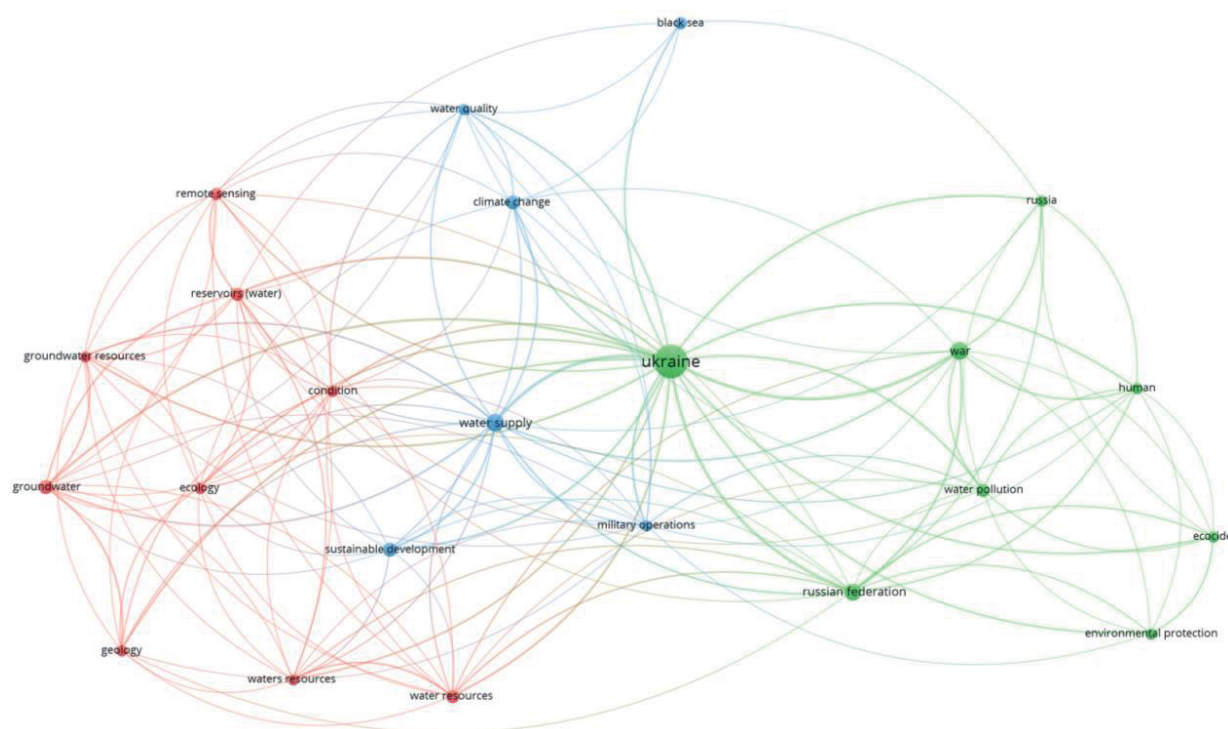 black sea
water quality
remote sensing
climate change
russia
reservoirs (water)
ukraine
war
groundwater resources
condition
human
water supply
groundwater
ecology
water pollution
military operations
ecocide
sustainable development
russian federation
environmental protection
geology
waters resources
water resources